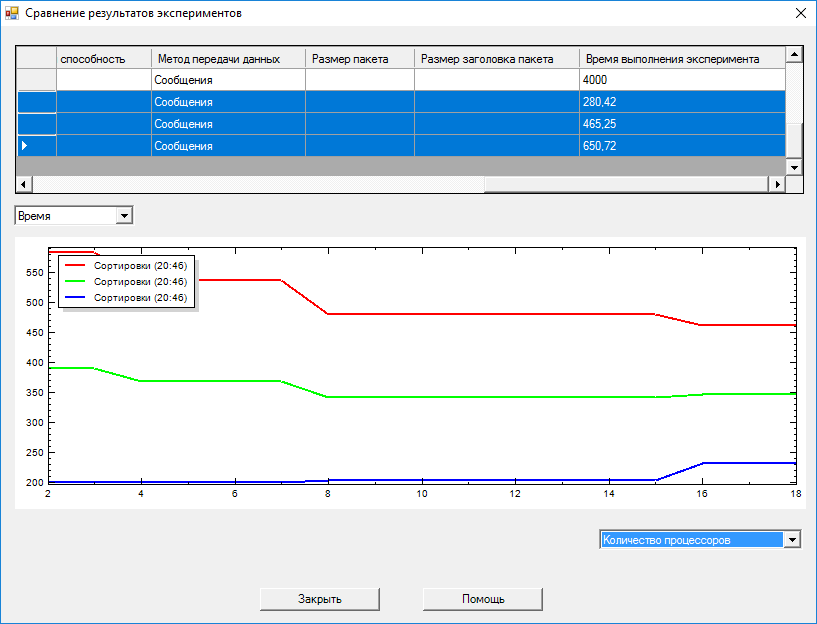 Сравнение результатов экспериментов
способность Метод передачи данных Размер пакета Размер заголовка пакета Время выполнения эксперимента
Сообщения 4000
Сообщения 280,42
Сообщения 465,25
Сообщения 650,72
Время
Сортировки (20:46)
Сортировки (20:46)
Сортировки (20:46)
550
500
450
400
350
300
250
200
2 4 6 8 10 12 14 16 18
Количество процессоров
Закрыть Помощь